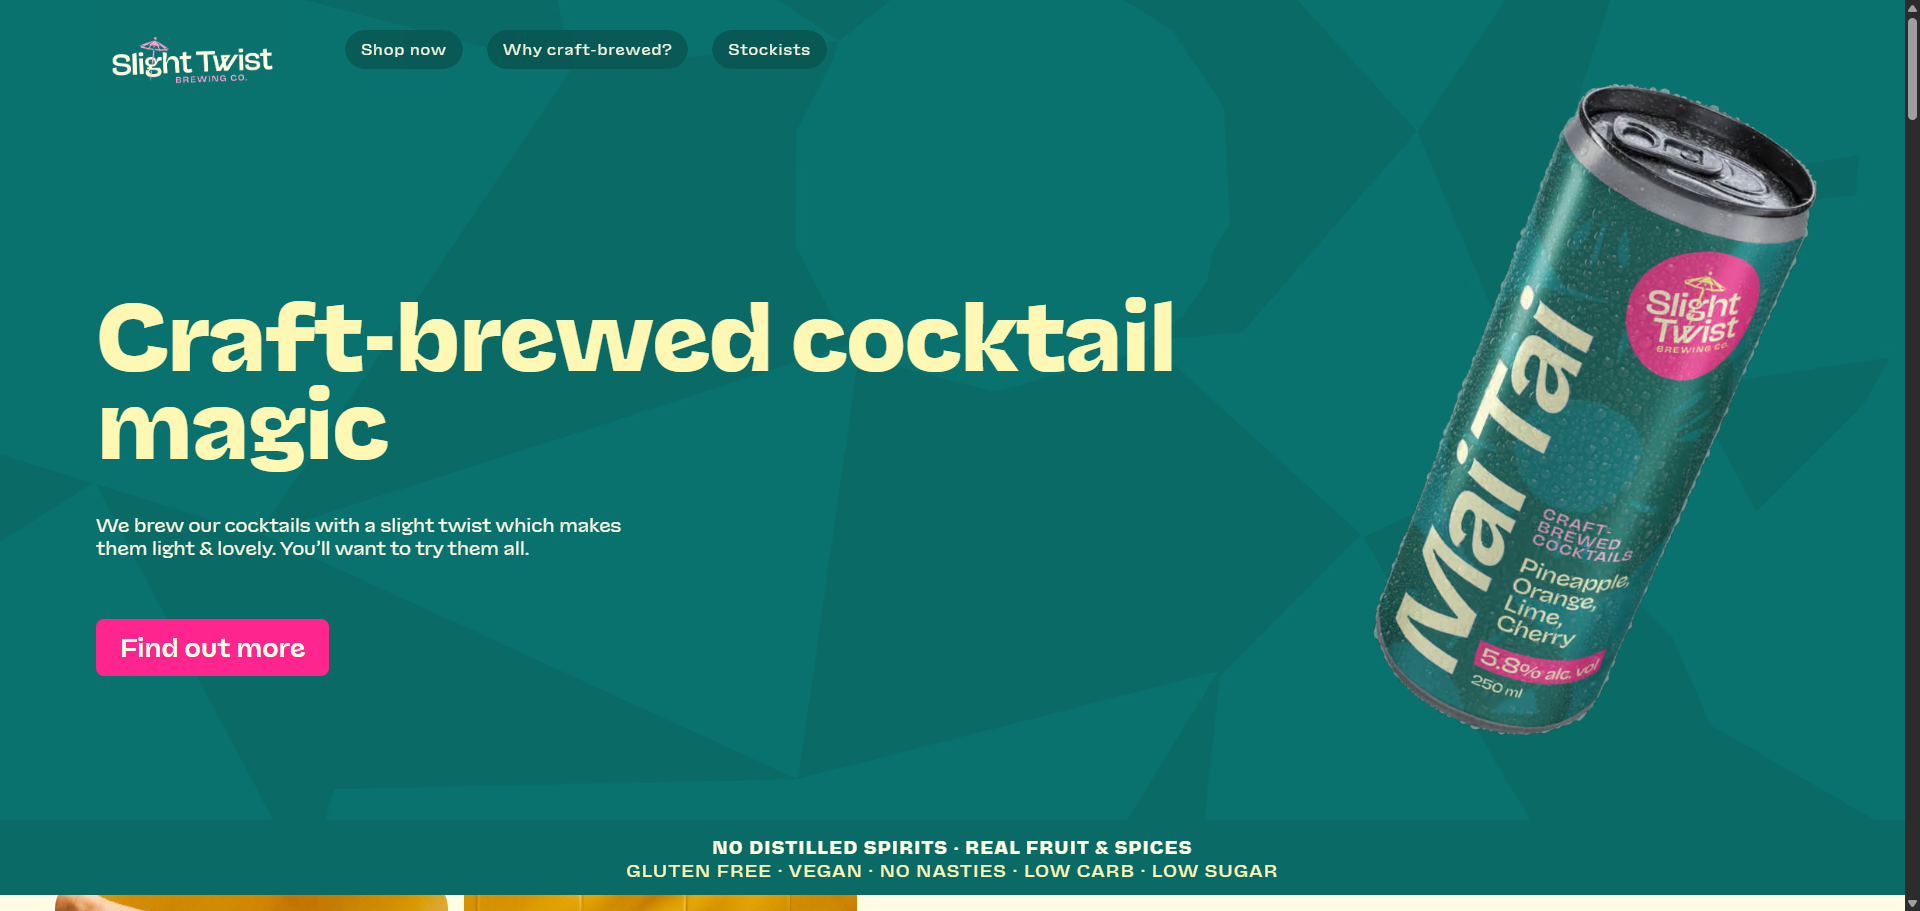 Slight Twist
BREWING CO.
Shop now
Why craft-brewed?
Stockists
Craft-brewed cocktail
magic
We brew our cocktails with a slight twist which makes
them light & lovely. You’ll want to try them all.
Find out more
Slight
Twist
BREWING CO.
Mai Tai
CRAFT-
BREWED
COCKTAILS
Pineapple,
Orange,
Lime,
Cherry
5.8% alc. vol
250 ml
NO DISTILLED SPIRITS · REAL FRUIT & SPICES
GLUTEN FREE · VEGAN · NO NASTIES · LOW CARB · LOW SUGAR